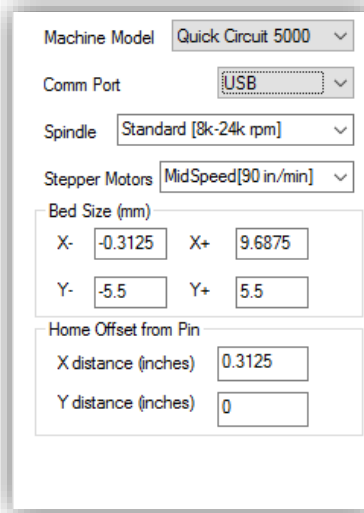 Machine Model Quick Circuit 5000
Comm Port USB
Spindle Standard [8k-24k rpm]
Stepper Motors MidSpeed[90 in/min]
Bed Size (mm)
X- -0.3125 X+ 9.6875
Y- -5.5 Y+ 5.5
Home Offset from Pin
X distance (inches) 0.3125
Y distance (inches) 0